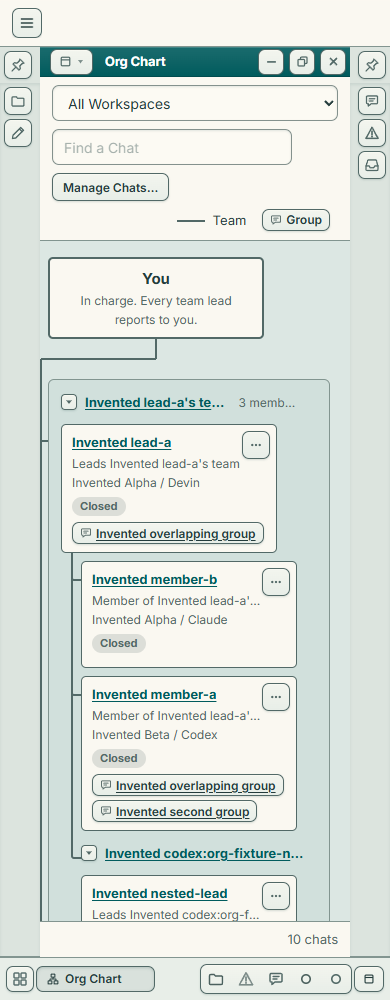 Org Chart
All Workspaces
Find a Chat
Manage Chats...
Team
Group
You
In charge. Every team lead
reports to you.
Invented lead-a's te...
3 memb...
Invented lead-a
Leads Invented lead-a's team
Invented Alpha / Devin
Closed
Invented overlapping group
Invented member-b
Member of Invented lead-a'...
Invented Alpha / Claude
Closed
Invented member-a
Member of Invented lead-a'...
Invented Beta / Codex
Closed
Invented overlapping group
Invented second group
Invented codex:org-fixture-n...
Invented nested-lead
Leads Invented codex:org-f...
10 chats
Org Chart